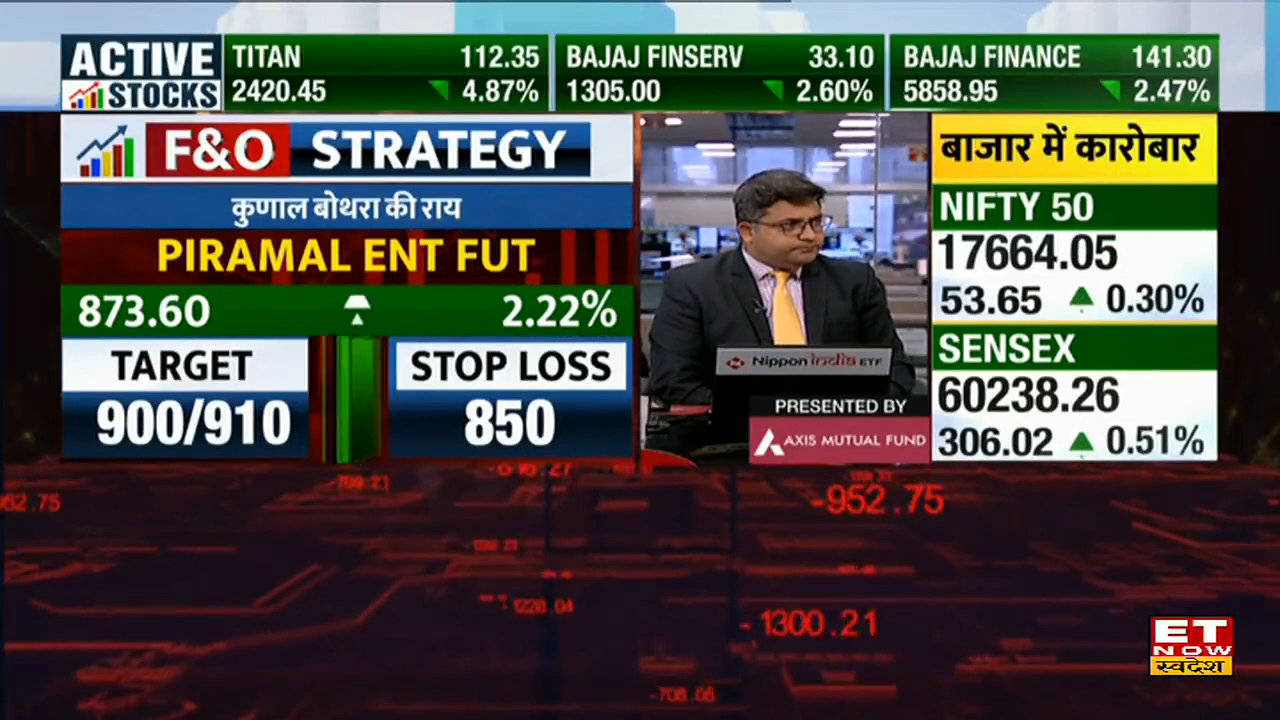 ACTIVE STOCKS
TITAN 112.35
2420.45 4.87%
BAJAJ FINSERV 33.10
1305.00 2.60%
BAJAJ FINANCE 141.30
5858.95 2.47%
F&O STRATEGY
कुणाल बोथरा की राय
PIRAMAL ENT FUT
873.60 2.22%
TARGET
900/910
STOP LOSS
850
Nippon india ETF
PRESENTED BY
AXIS MUTUAL FUND
बाजार में कारोबार
NIFTY 50
17664.05
53.65 0.30%
SENSEX
60238.26
306.02 0.51%
-952.75
-1300.21
ET
NOW
स्वदेश